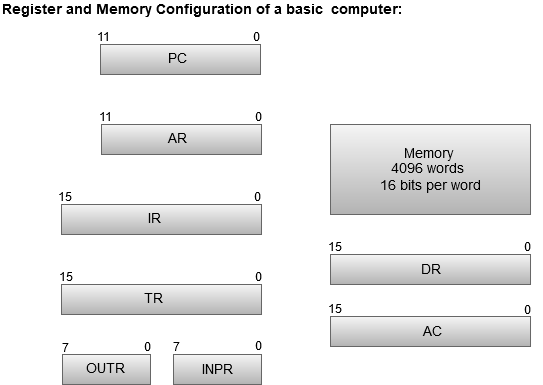 Register and Memory Configuration of a basic computer:
11 0
PC
11 0
AR
15 0
IR
15 0
TR
7 0
OUTR
7 0
INPR
Memory
4096 words
16 bits per word
15 0
DR
15 0
AC